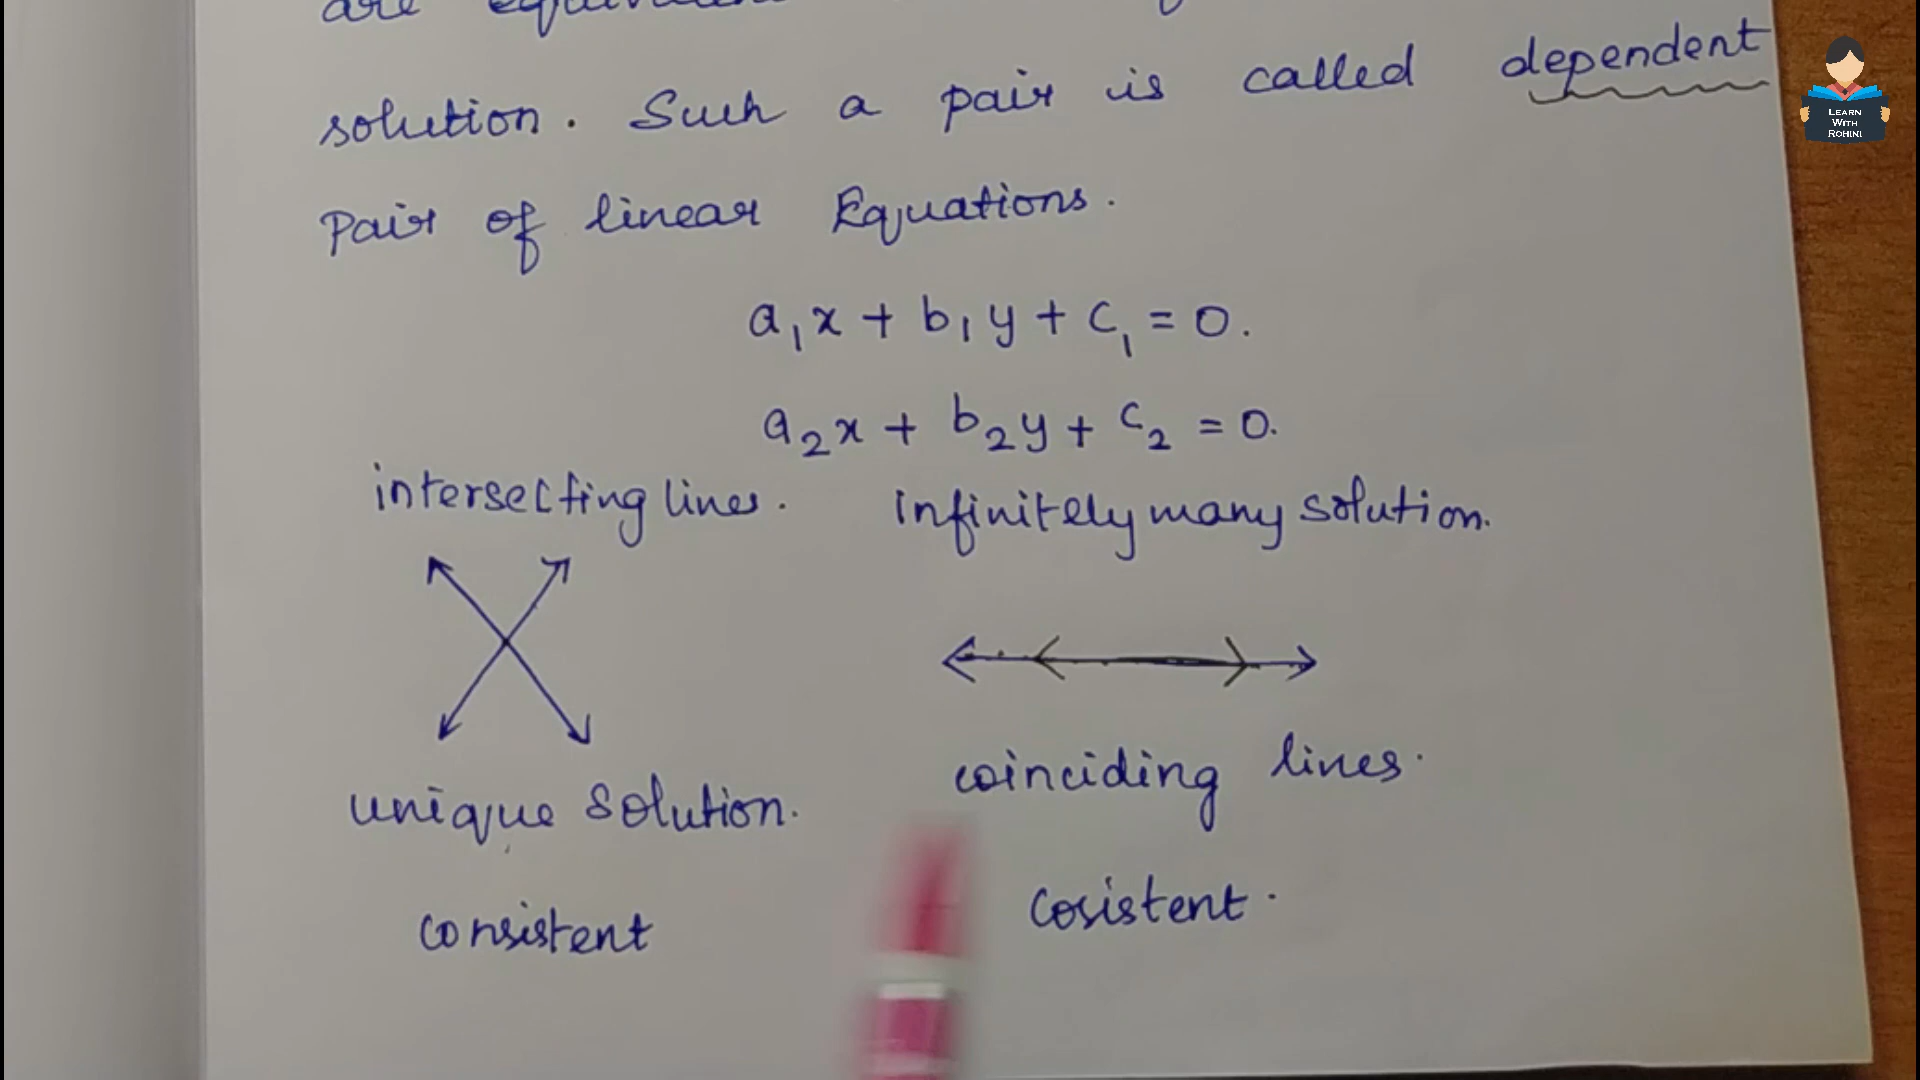 are
solution. Such a pair is called dependent
Pair of linear Equations.
a₁x + b₁y + c₁ = 0.
a₂x + b₂y + c₂ = 0.
intersecting lines. Infinitely many solution.
unique solution. coinciding lines.
consistent cosistent.
LEARN
WITH
ROHINI